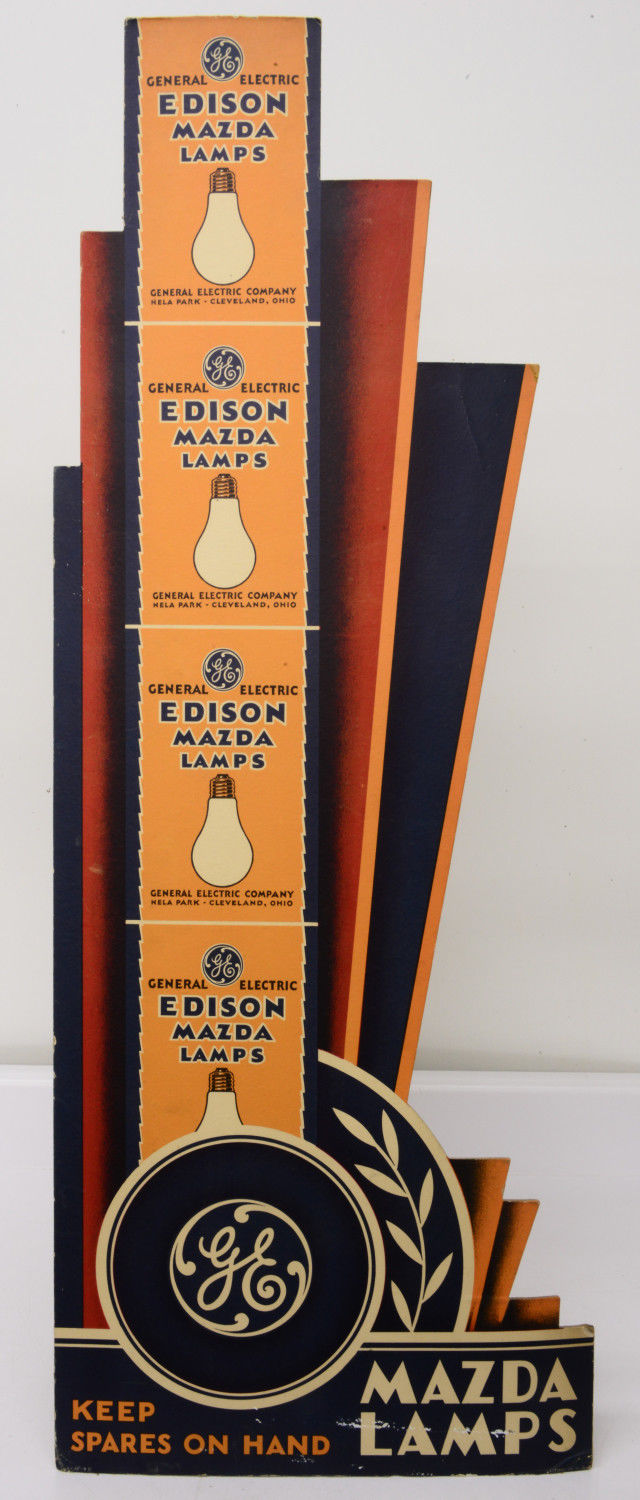 GE
GENERAL ELECTRIC
EDISON
MAZDA
LAMPS
GENERAL ELECTRIC COMPANY
NELA PARK - CLEVELAND, OHIO
GE
GENERAL ELECTRIC
EDISON
MAZDA
LAMPS
GENERAL ELECTRIC COMPANY
NELA PARK - CLEVELAND, OHIO
GE
GENERAL ELECTRIC
EDISON
MAZDA
LAMPS
GENERAL ELECTRIC COMPANY
NELA PARK - CLEVELAND, OHIO
GE
GENERAL ELECTRIC
EDISON
MAZDA
LAMPS
GE
KEEP
SPARES ON HAND
MAZDA
LAMPS